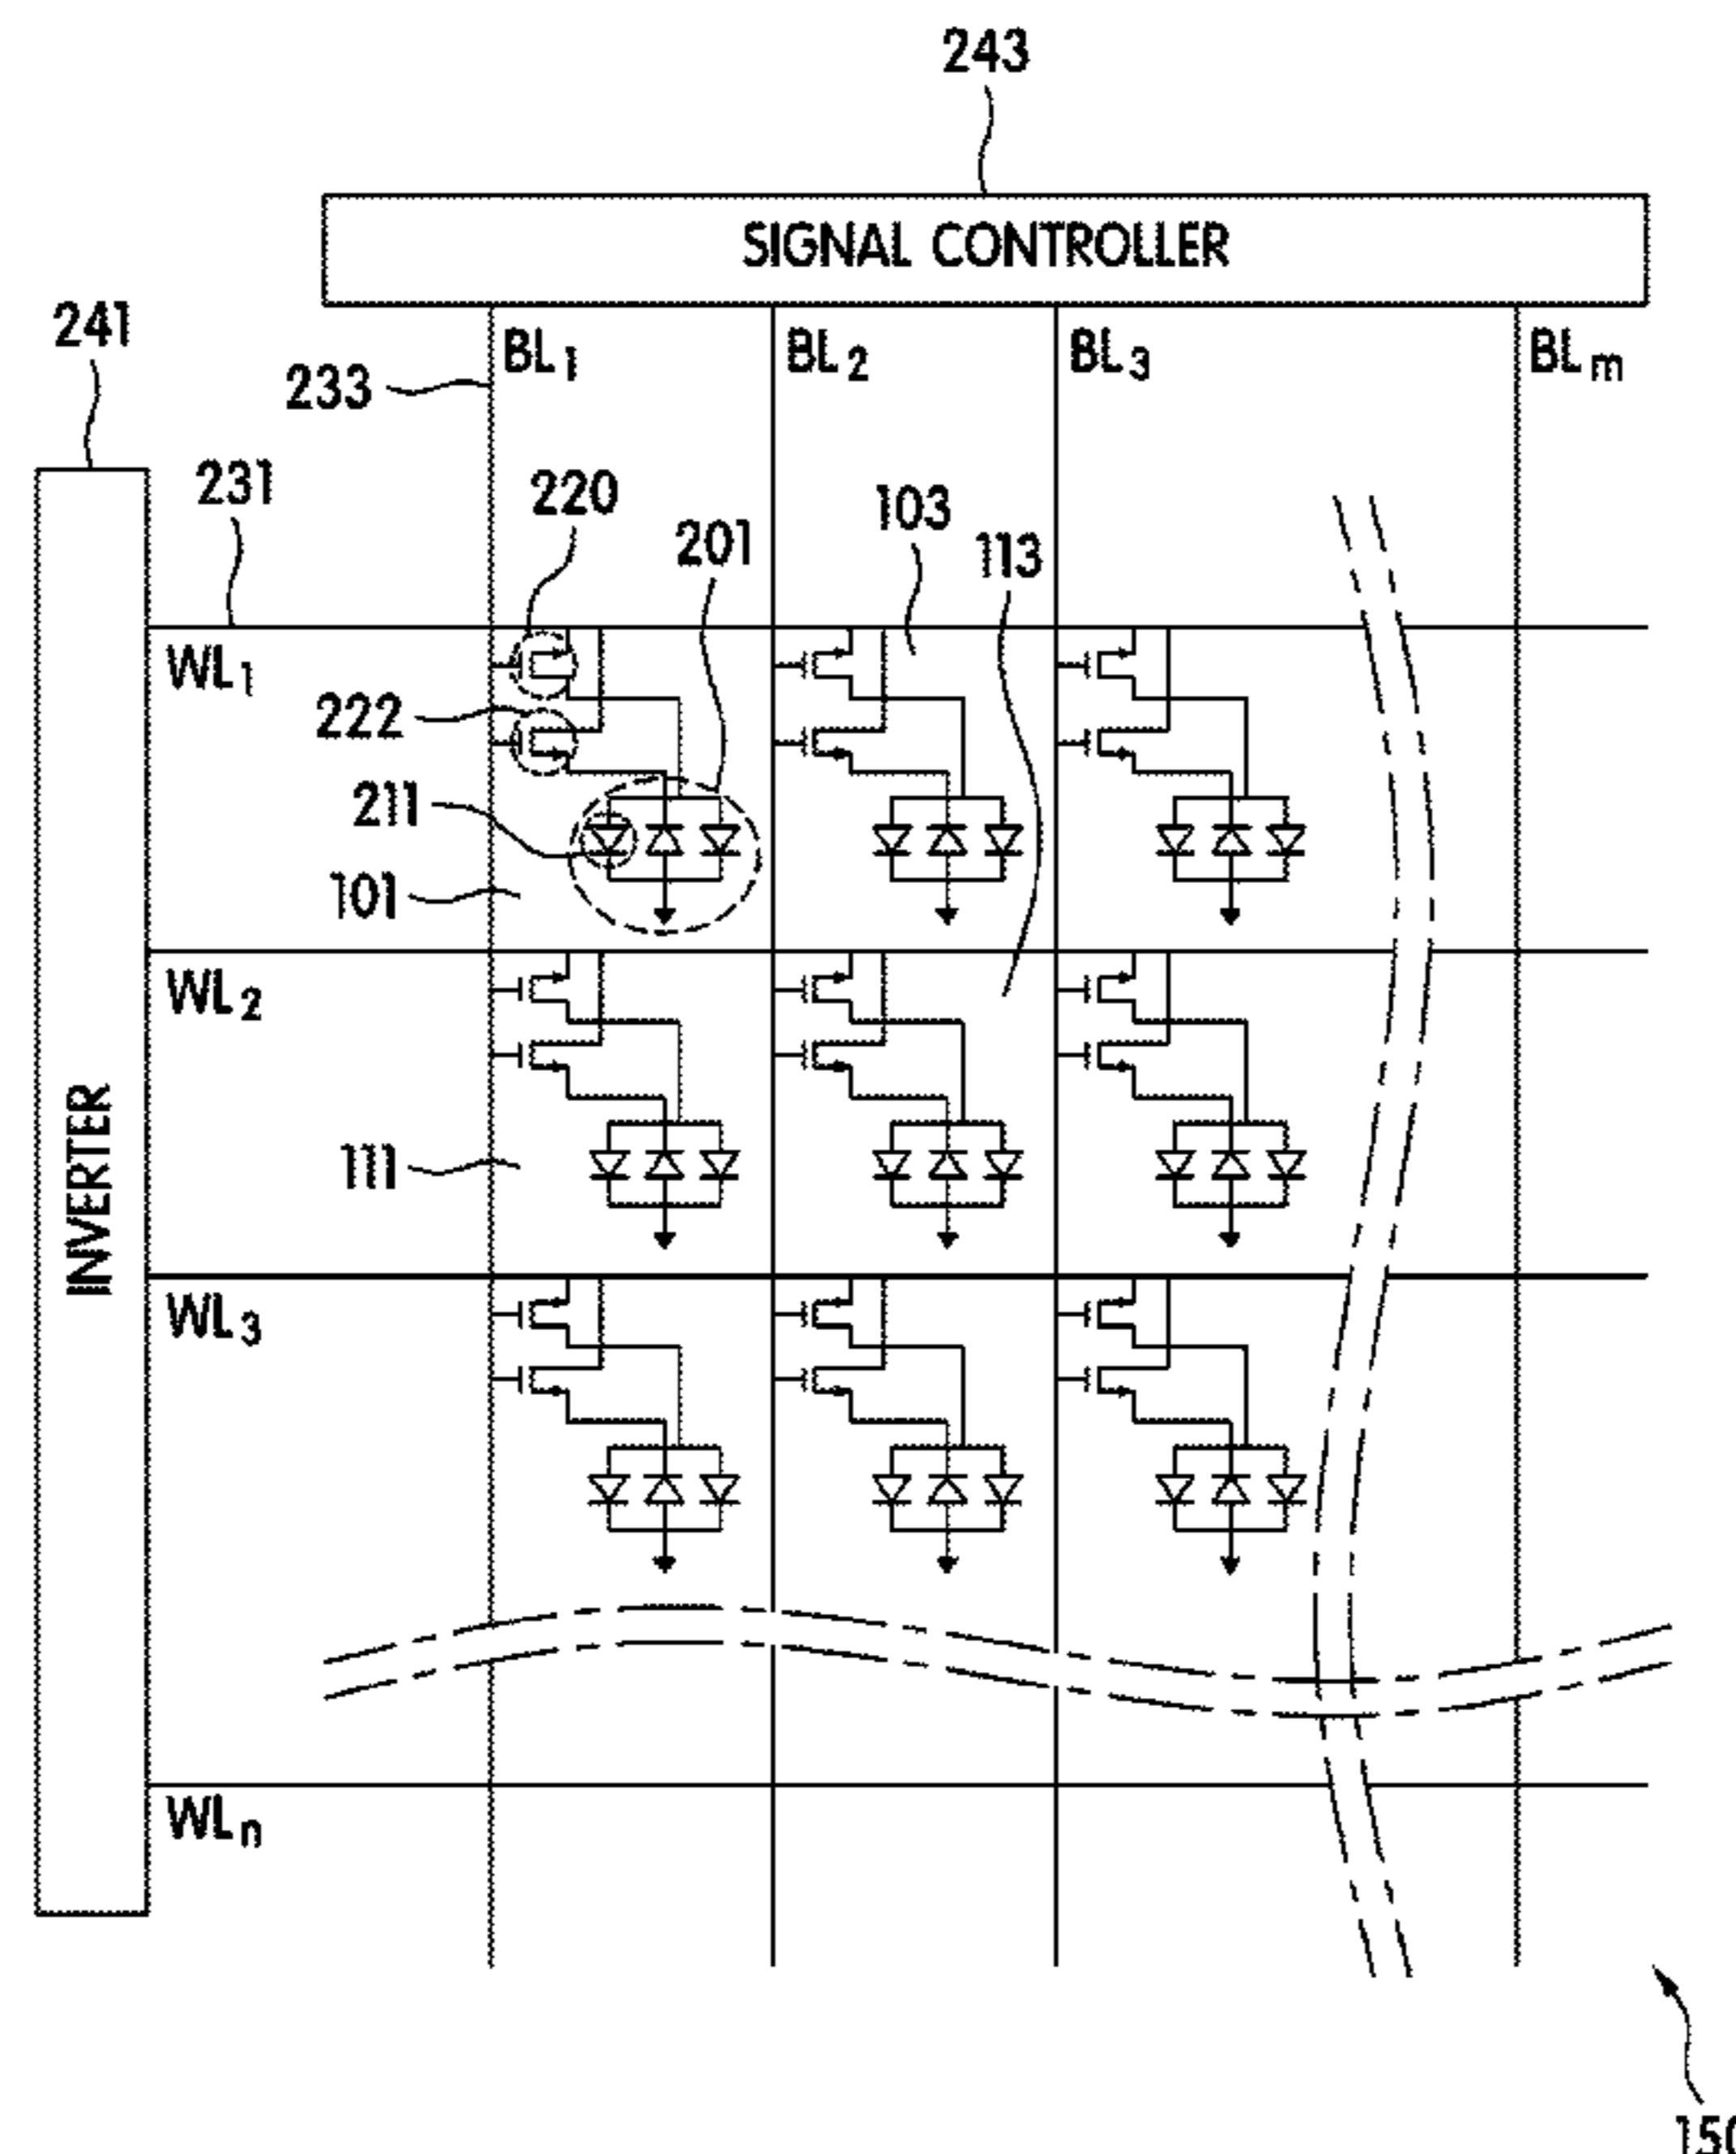 243
SIGNAL CONTROLLER
241
233
BL1
BL2
BL3
BLm
231
220
201
103
113
WL1
222
211
101
WL2
111
INVERTER
WL3
WLn